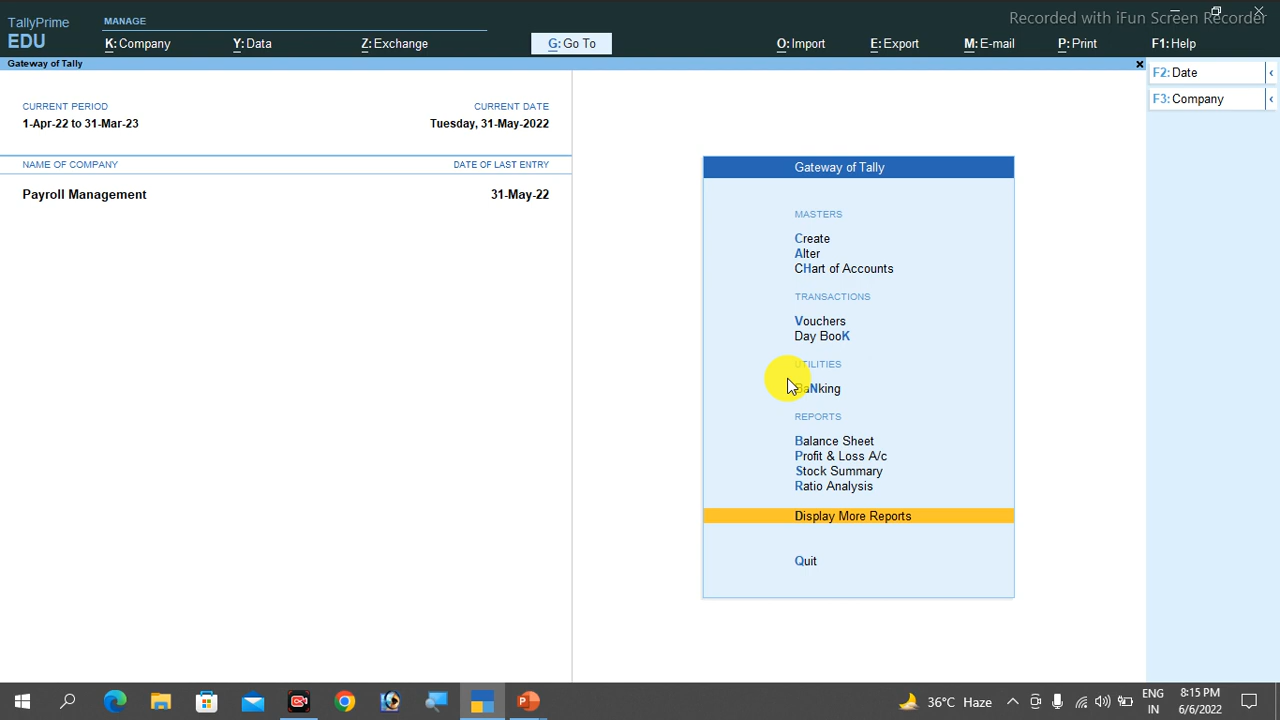 TallyPrime
EDU
MANAGE
K: Company
Y: Data
Z: Exchange
G: Go To
O: Import
E: Export
M: E-mail
P: Print
F1: Help
Recorded with iFun Screen Recorder
Gateway of Tally
F2: Date
F3: Company
CURRENT PERIOD
CURRENT DATE
1-Apr-22 to 31-Mar-23
Tuesday, 31-May-2022
NAME OF COMPANY
DATE OF LAST ENTRY
Payroll Management
31-May-22
Gateway of Tally
MASTERS
Create
Alter
CHart of Accounts
TRANSACTIONS
Vouchers
Day BooK
UTILITIES
BaNking
REPORTS
Balance Sheet
Profit & Loss A/c
Stock Summary
Ratio Analysis
Display More Reports
Quit
36°C Haze
ENG
IN
8:15 PM
6/6/2022